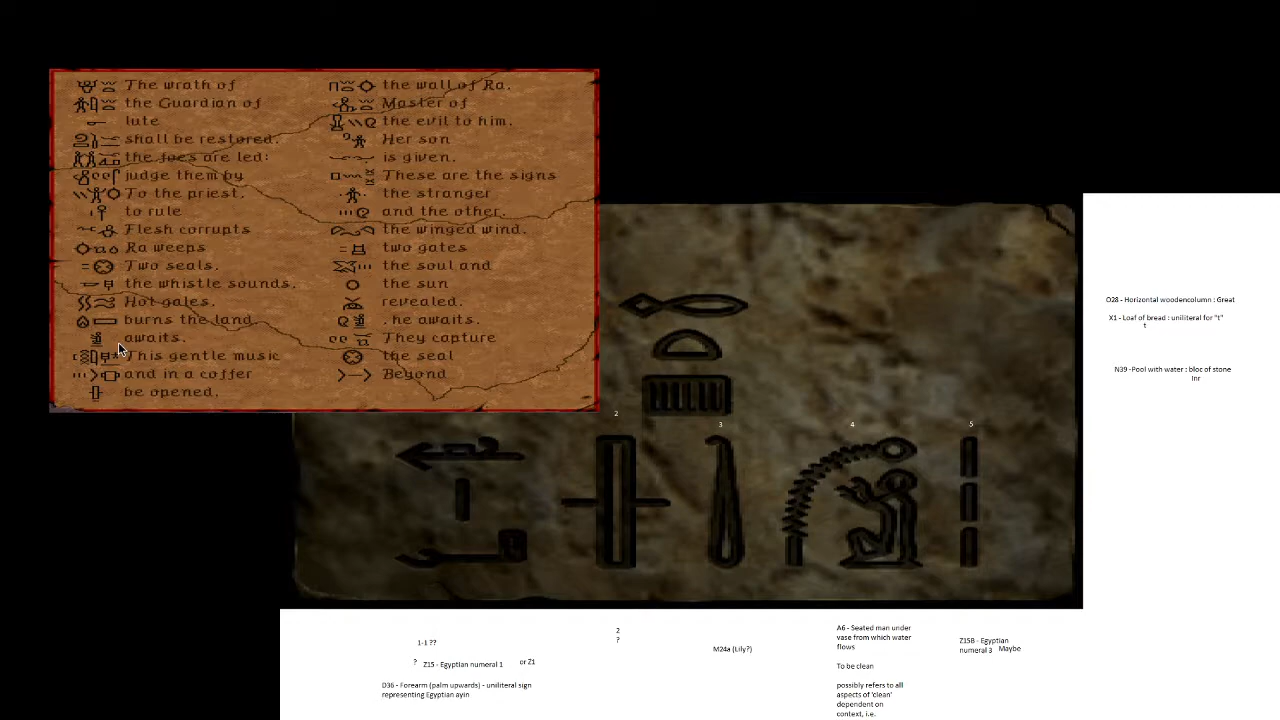 The wrath of
the Guardian of
lute
shall be restored.
the foes are led:
judge them by
To the priest.
to rule
Flesh corrupts
Ra weeps
Two seals.
the whistle sounds.
Hot gales.
burns the land.
awaits.
This gentle music
and in a coffer
be opened.
the wall of Ra.
Master of
the evil to him.
Her son
is given.
These are the signs
the stranger
and the other.
the winged wind.
two gates
the soul and
the sun
revealed.
, he awaits.
They capture
the seal
Beyond
2
3
4
5
O28 - Horizontal woodencolumn : Great
X1 - Loaf of bread : uniliteral for "t"
t
N39 -Pool with water : bloc of stone
Inr
1-1 ??
? Z15 - Egyptian numeral 1 or Z1
D36 - Forearm (palm upwards) - uniliteral sign
representing Egyptian ayin
2
?
M24a (Lily?)
A6 - Seated man under
vase from which water
flows
To be clean
possibly refers to all
aspects of 'clean'
dependent on
context, i.e.
Z15B - Egyptian
numeral 3 Maybe